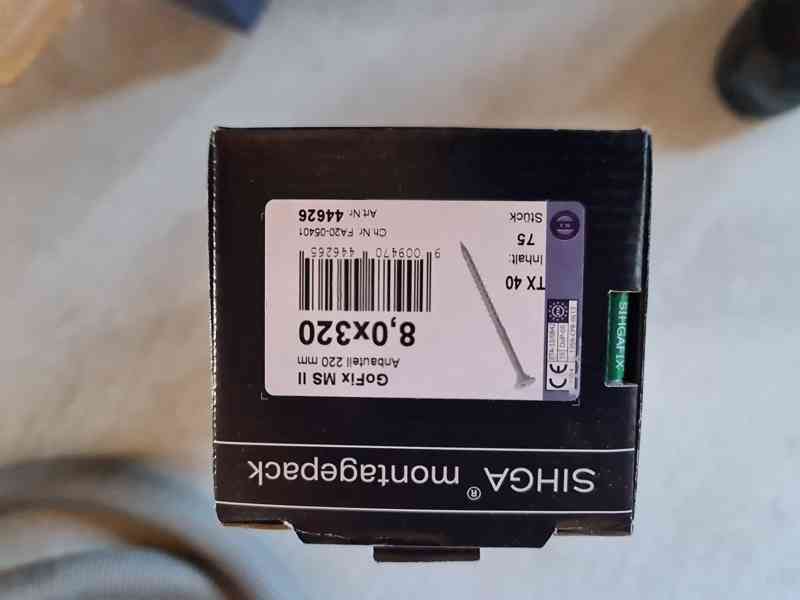 SIHGA® montagepack
GoFix MS II
Anbauteil 220 mm
8,0x320
9 009470 446265
Ch.Nr. FA20-05401
Art.Nr. 44626
TX 40
Inhalt:
75
Stück
CE
SIHGAFIX